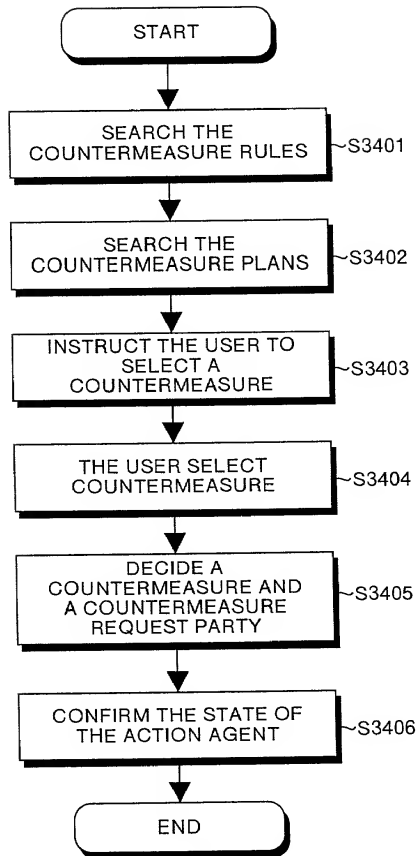 START
SEARCH THE
COUNTERMEASURE RULES
S3401
SEARCH THE
COUNTERMEASURE PLANS
S3402
INSTRUCT THE USER TO
SELECT A
COUNTERMEASURE
S3403
THE USER SELECT
COUNTERMEASURE
S3404
DECIDE A
COUNTERMEASURE AND
A COUNTERMEASURE
REQUEST PARTY
S3405
CONFIRM THE STATE OF
THE ACTION AGENT
S3406
END